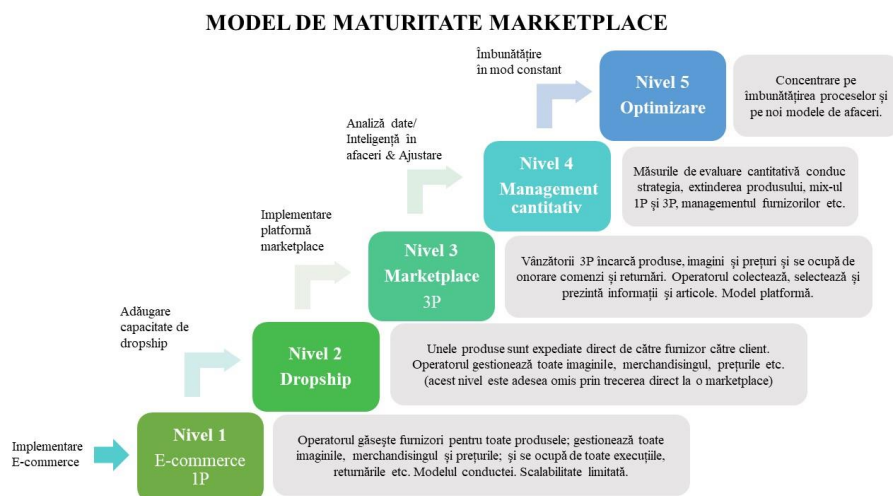 MODEL DE MATURITATE MARKETPLACE
Îmbunătățire
în mod constant
Nivel 5
Optimizare
Concentrare pe
îmbunătățirea proceselor și
pe noi modele de afaceri.
Analiză date/
Inteligență în
afaceri & Ajustare
Nivel 4
Management
cantitativ
Măsurile de evaluare cantitativă conduc
strategia, extinderea produsului, mix-ul
1P și 3P, managementul furnizorilor etc.
Implementare
platformă
marketplace
Nivel 3
Marketplace
3P
Vânzătorii 3P încarcă produse, imagini și prețuri și se ocupă de
onorare comenzi și returnări. Operatorul colectează, selectează și
prezintă informații și articole. Model platformă.
Adăugare
capacitate de
dropship
Nivel 2
Dropship
Unele produse sunt expediate direct de către furnizor către client.
Operatorul gestionează toate imaginile, merchandisingul, prețurile etc.
(acest nivel este adesea omis prin trecerea direct la o marketplace)
Implementare
E-commerce
Nivel 1
E-commerce
1P
Operatorul găsește furnizori pentru toate produsele; gestionează toate
imaginile, merchandisingul și prețurile; și se ocupă de toate execuțiile,
returnările etc. Modelul conductei. Scalabilitate limitată.